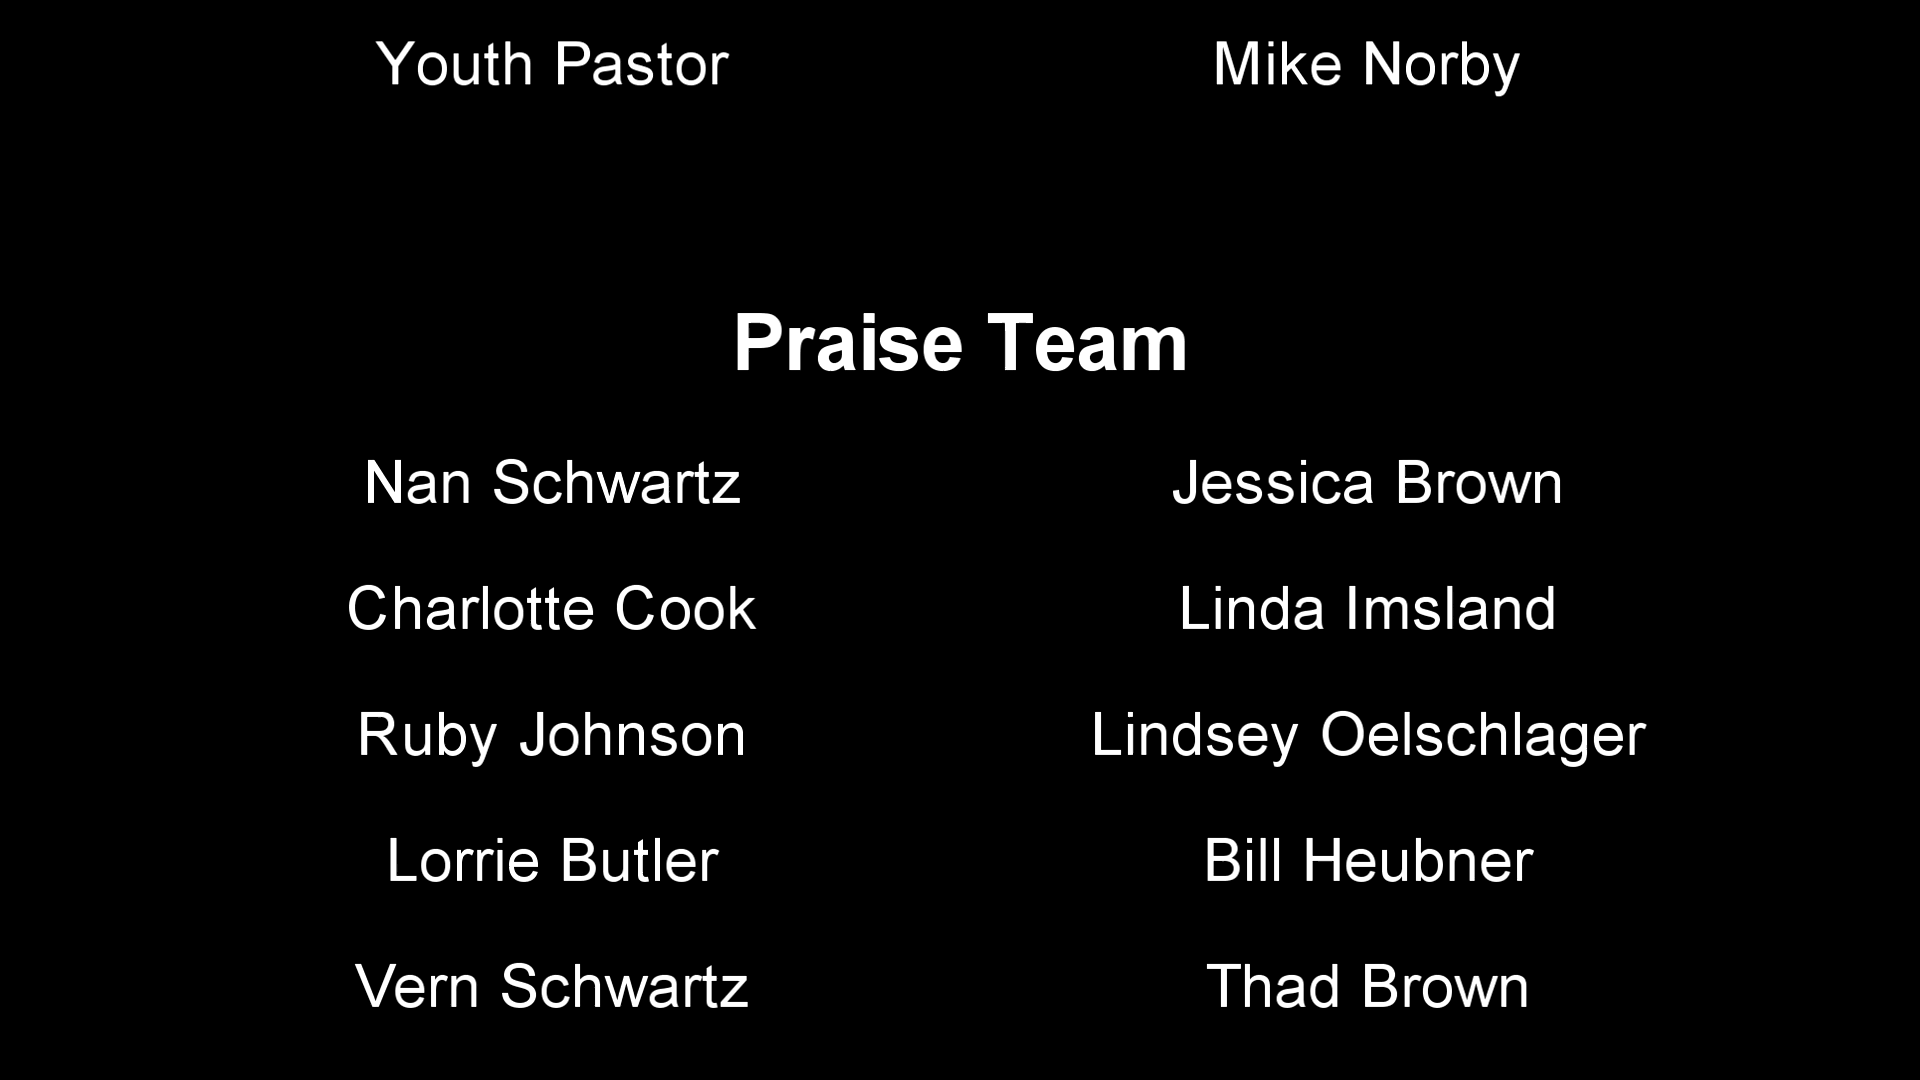 Youth Pastor Mike Norby
Praise Team
Nan Schwartz Jessica Brown
Charlotte Cook Linda Imsland
Ruby Johnson Lindsey Oelschlager
Lorrie Butler Bill Heubner
Vern Schwartz Thad Brown